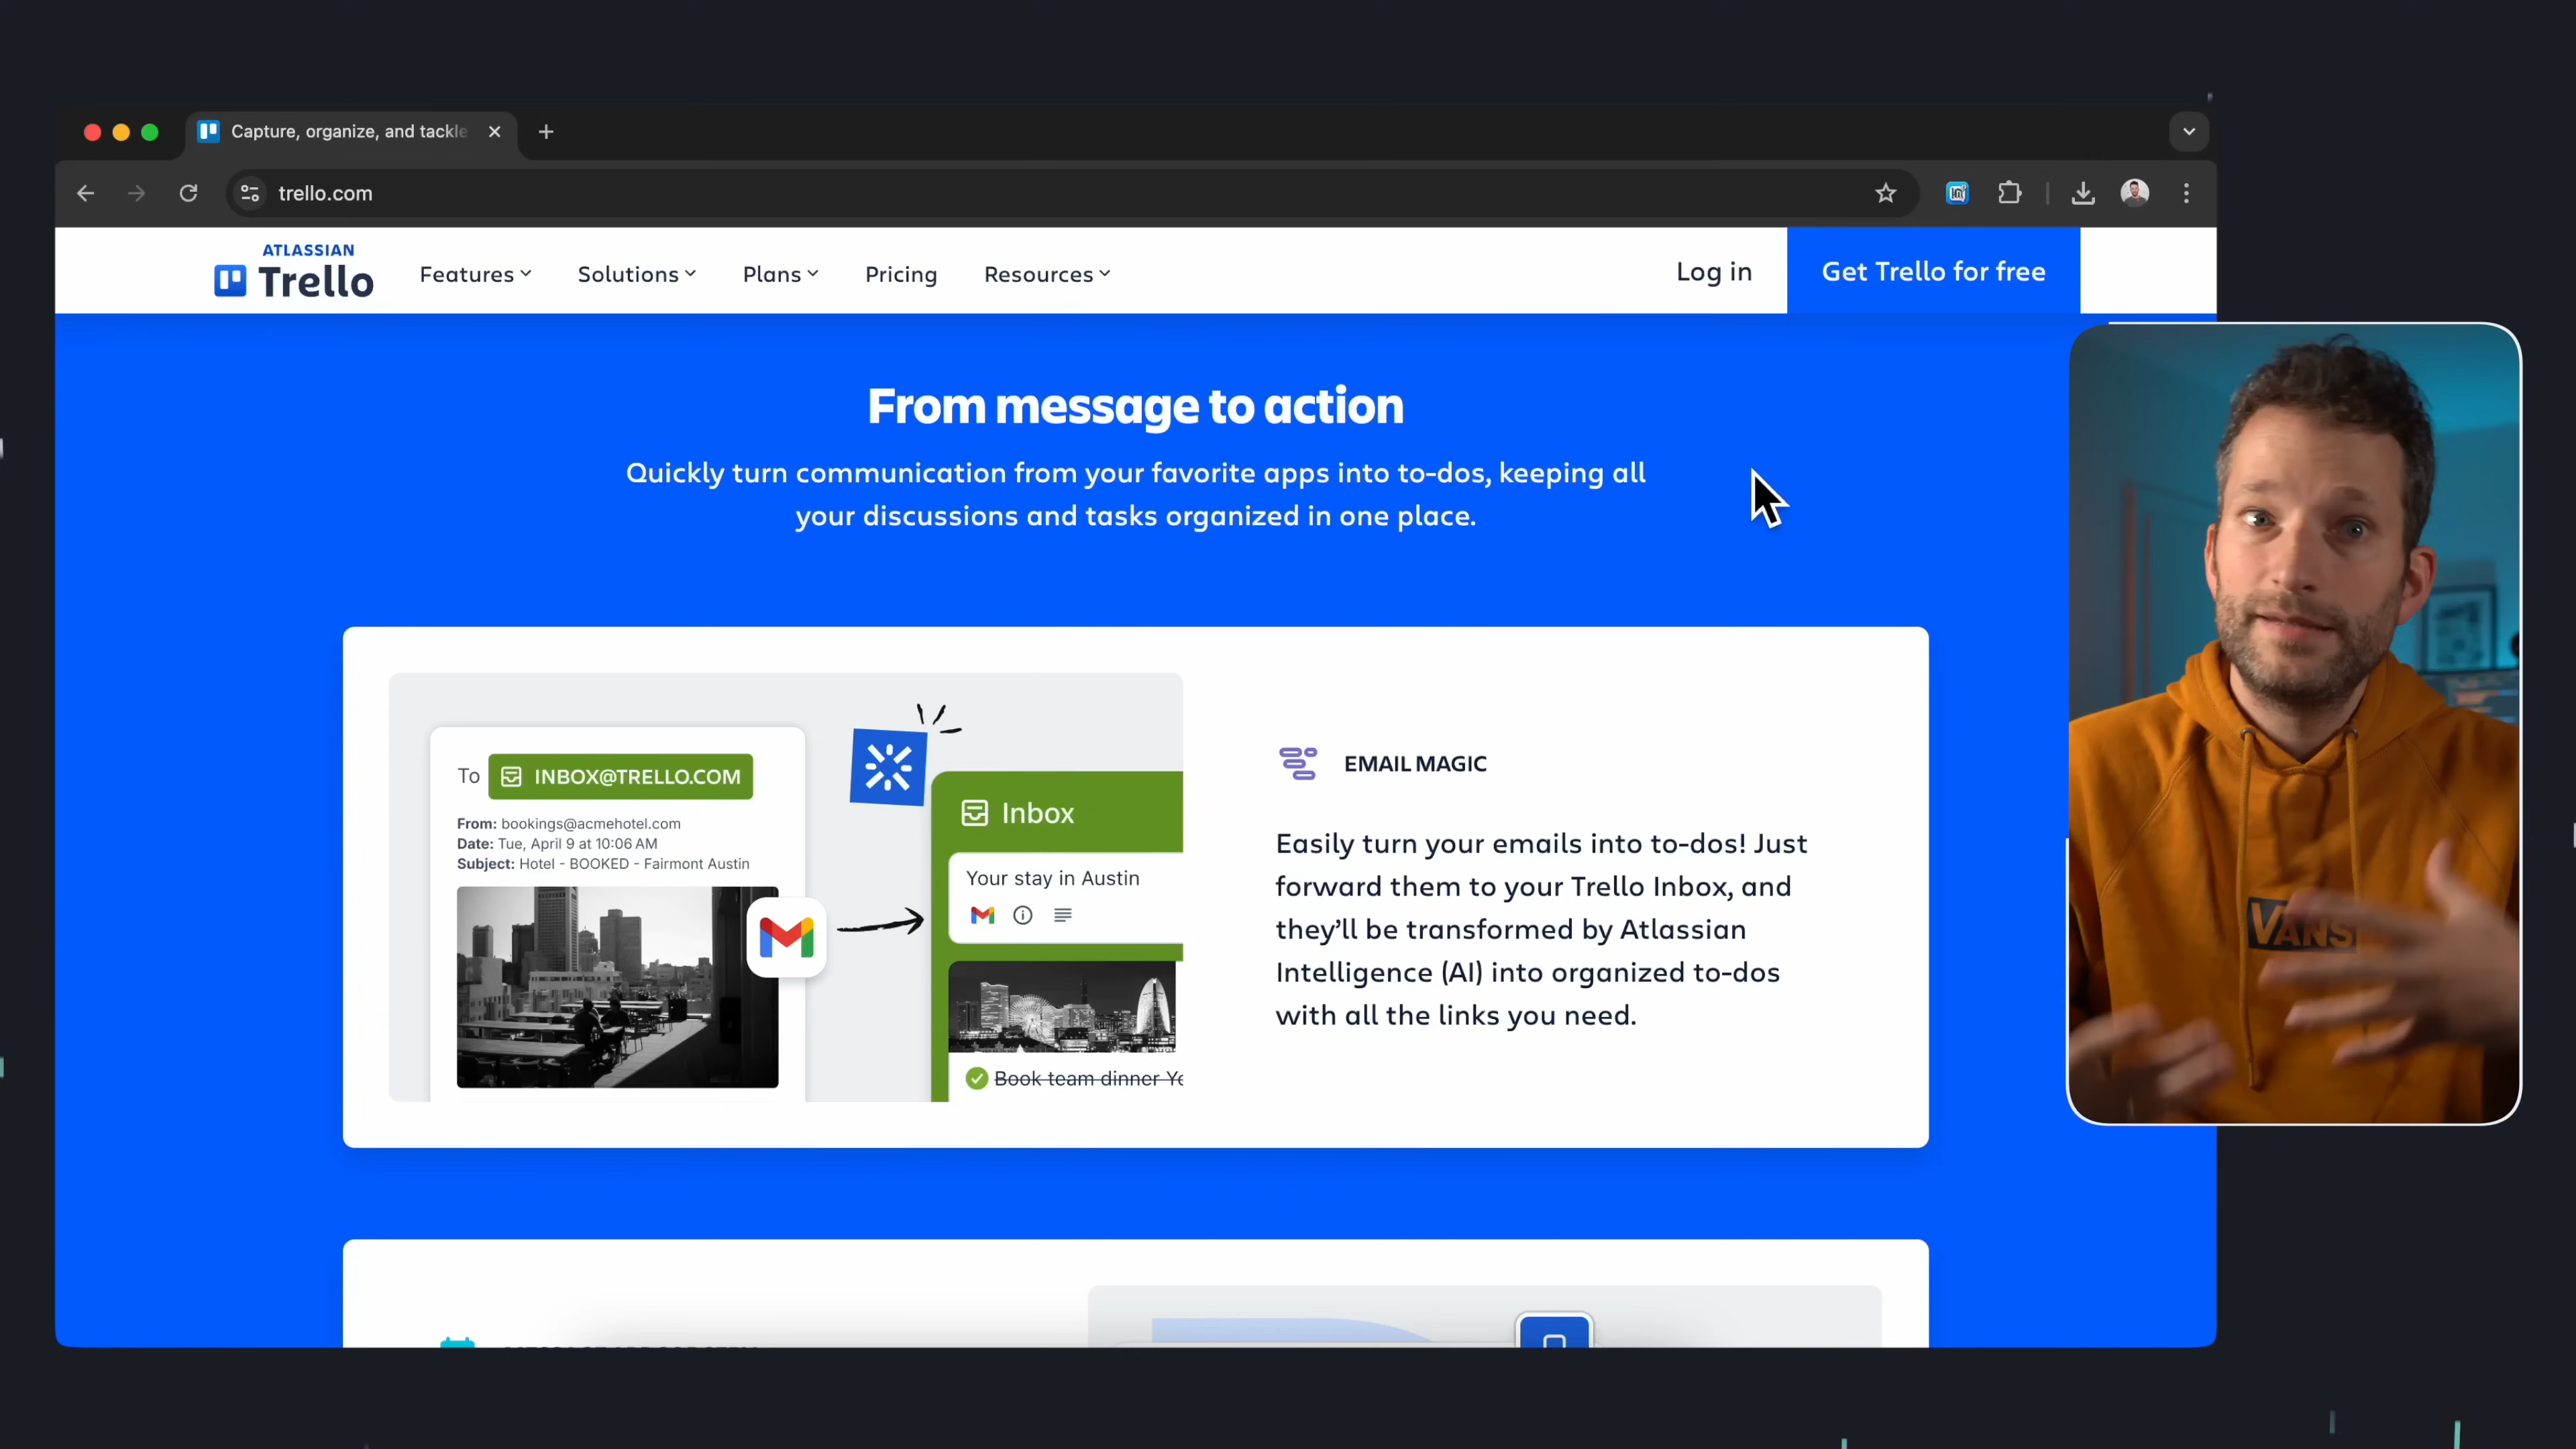 Capture, organize, and tackle
trello.com
ATLASSIAN
Trello
Features
Solutions
Plans
Pricing
Resources
Log in
Get Trello for free
From message to action
Quickly turn communication from your favorite apps into to-dos, keeping all
your discussions and tasks organized in one place.
To INBOX@TRELLO.COM
From: bookings@acmehotel.com
Date: Tue, April 9 at 10:06 AM
Subject: Hotel - BOOKED - Fairmont Austin
Inbox
Your stay in Austin
Book team dinner
EMAIL MAGIC
Easily turn your emails into to-dos! Just
forward them to your Trello Inbox, and
they’ll be transformed by Atlassian
Intelligence (AI) into organized to-dos
with all the links you need.
VANS